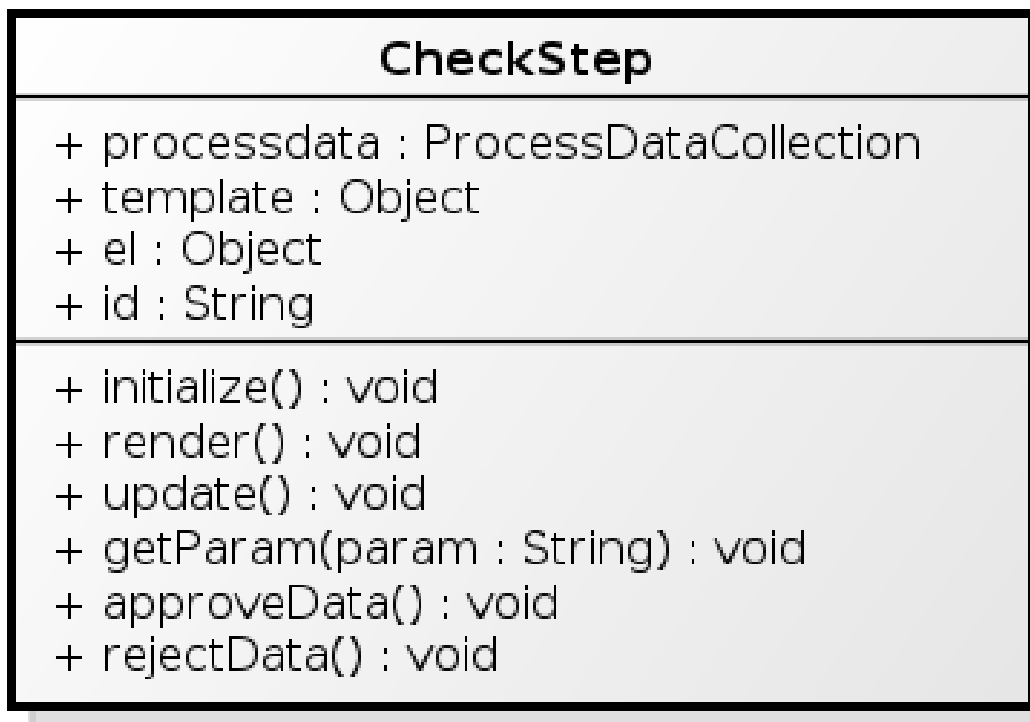 CheckStep
+ processdata : ProcessDataCollection
+ template : Object
+ el : Object
+ id : String
+ initialize() : void
+ render() : void
+ update() : void
+ getParam(param : String) : void
+ approveData() : void
+ rejectData() : void